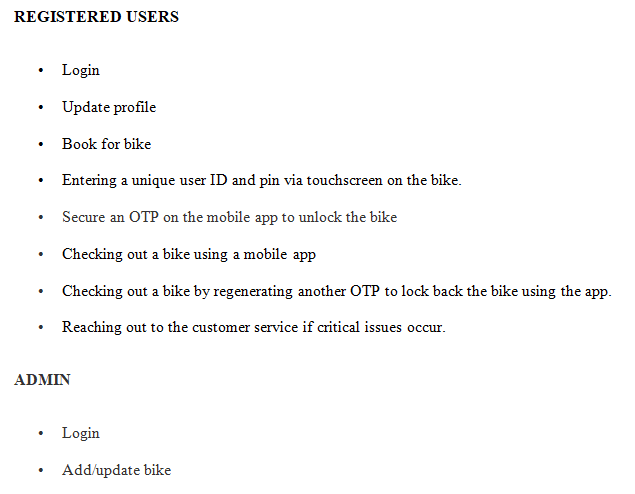 REGISTERED USERS
• Login
• Update profile
• Book for bike
• Entering a unique user ID and pin via touchscreen on the bike.
• Secure an OTP on the mobile app to unlock the bike
• Checking out a bike using a mobile app
• Checking out a bike by regenerating another OTP to lock back the bike using the app.
• Reaching out to the customer service if critical issues occur.
ADMIN
• Login
• Add/update bike